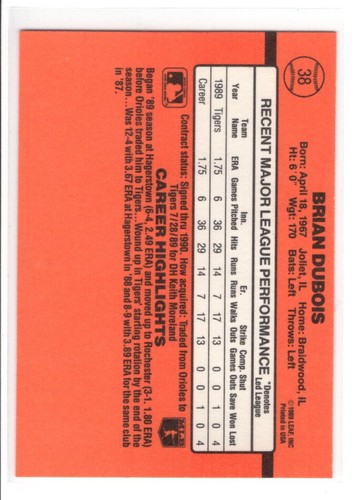 38
BRIAN DUBOIS
Born: April 18, 1967 Joliet, IL Home: Braidwood, IL
Ht: 6' 0" Wgt: 170 Bats: Left Throws: Left
©1989 LEAF, INC.
Printed in USA
RECENT MAJOR LEAGUE PERFORMANCE *Denotes Led League
Team Inn. Er. Strike Comp. Shut
Year Name ERA Games Pitched Hits Runs Runs Walks Outs Games Outs Save Won Lost
1989 Tigers 1.75 6 36 29 14 7 17 13 0 0 1 0 4
Career 1.75 6 36 29 14 7 17 13 0 0 1 0 4
Contract status: Signed thru 1990. How acquired: Traded from Orioles to
Tigers 7/28/89 for DH Keith Moreland
CAREER HIGHLIGHTS
Began '89 season at Hagerstown (6-4, 2.49 ERA) and moved up to Rochester (3-1, 1.80 ERA)
before Orioles traded him to Tigers...Wound up in Tigers' starting rotation by the end of the
season...Was 12-4 with 3.67 ERA at Hagerstown in '88 and 8-9 with 3.89 ERA for the same club
in '87.